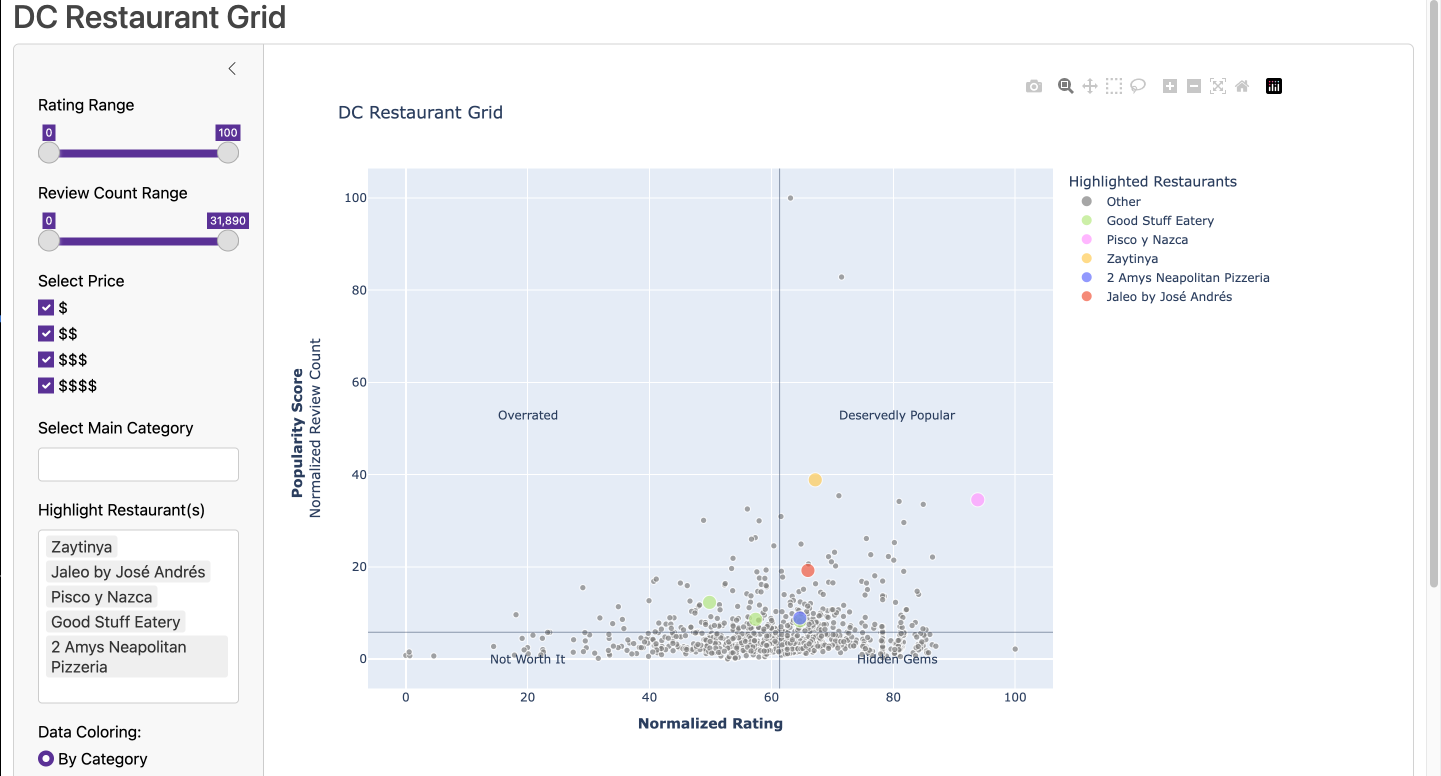 DC Restaurant Grid
Rating Range
0
100
Review Count Range
0
31,890
Select Price
$
$$
$$$
$$$$
Select Main Category
Highlight Restaurant(s)
Zaytinya
Jaleo by José Andrés
Pisco y Nazca
Good Stuff Eatery
2 Amys Neapolitan
Pizzeria
Data Coloring:
By Category
DC Restaurant Grid
Popularity Score
Normalized Review Count
100
80
60
40
20
0
Overrated
Deservedly Popular
Not Worth It
Hidden Gems
0
20
40
60
80
100
Normalized Rating
Highlighted Restaurants
Other
Good Stuff Eatery
Pisco y Nazca
Zaytinya
2 Amys Neapolitan Pizzeria
Jaleo by José Andrés